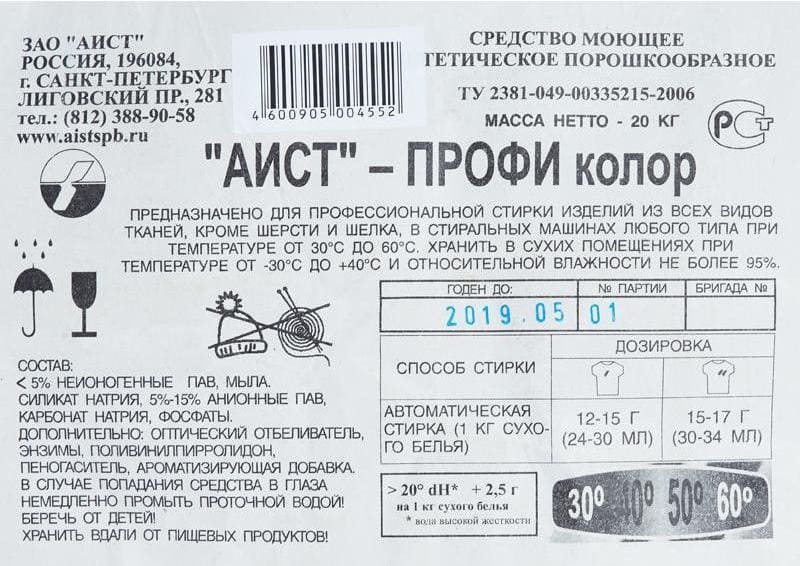 ЗАО "АИСТ"
РОССИЯ, 196084,
г. САНКТ-ПЕТЕРБУРГ
ЛИГОВСКИЙ ПР., 281
тел.: (812) 388-90-58
www.aistspb.ru
4 600905 004552
СРЕДСТВО МОЮЩЕЕ
ТЕТИЧЕСКОЕ ПОРОШКООБРАЗНОЕ
ТУ 2381-049-00335215-2006
МАССА НЕТТО - 20 КГ
РСТ
"АИСТ" – ПРОФИ колор
ПРЕДНАЗНАЧЕНО ДЛЯ ПРОФЕССИОНАЛЬНОЙ СТИРКИ ИЗДЕЛИЙ ИЗ ВСЕХ ВИДОВ
ТКАНЕЙ, КРОМЕ ШЕРСТИ И ШЕЛКА, В СТИРАЛЬНЫХ МАШИНАХ ЛЮБОГО ТИПА ПРИ
ТЕМПЕРАТУРЕ ОТ 30°С ДО 60°С. ХРАНИТЬ В СУХИХ ПОМЕЩЕНИЯХ ПРИ
ТЕМПЕРАТУРЕ ОТ -30°С ДО +40°С И ОТНОСИТЕЛЬНОЙ ВЛАЖНОСТИ НЕ БОЛЕЕ 95%.
ГОДЕН ДО: № ПАРТИИ БРИГАДА №
2019.05 01
СПОСОБ СТИРКИ ДОЗИРОВКА
АВТОМАТИЧЕСКАЯ
СТИРКА (1 КГ СУХО-
ГО БЕЛЬЯ)
12-15 Г
(24-30 МЛ)
15-17 Г
(30-34 МЛ)
СОСТАВ:
< 5% НЕИОНОГЕННЫЕ ПАВ, МЫЛА.
СИЛИКАТ НАТРИЯ, 5%-15% АНИОННЫЕ ПАВ,
КАРБОНАТ НАТРИЯ, ФОСФАТЫ.
ДОПОЛНИТЕЛЬНО: ОПТИЧЕСКИЙ ОТБЕЛИВАТЕЛЬ,
ЭНЗИМЫ, ПОЛИВИНИЛПИРРОЛИДОН,
ПЕНОГАСИТЕЛЬ, АРОМАТИЗИРУЮЩАЯ ДОБАВКА.
В СЛУЧАЕ ПОПАДАНИЯ СРЕДСТВА В ГЛАЗА
НЕМЕДЛЕННО ПРОМЫТЬ ПРОТОЧНОЙ ВОДОЙ!
БЕРЕЧЬ ОТ ДЕТЕЙ!
ХРАНИТЬ ВДАЛИ ОТ ПИЩЕВЫХ ПРОДУКТОВ!
> 20° dH* + 2,5 г
на 1 кг сухого белья
* вода высокой жесткости
30° 40° 50° 60°